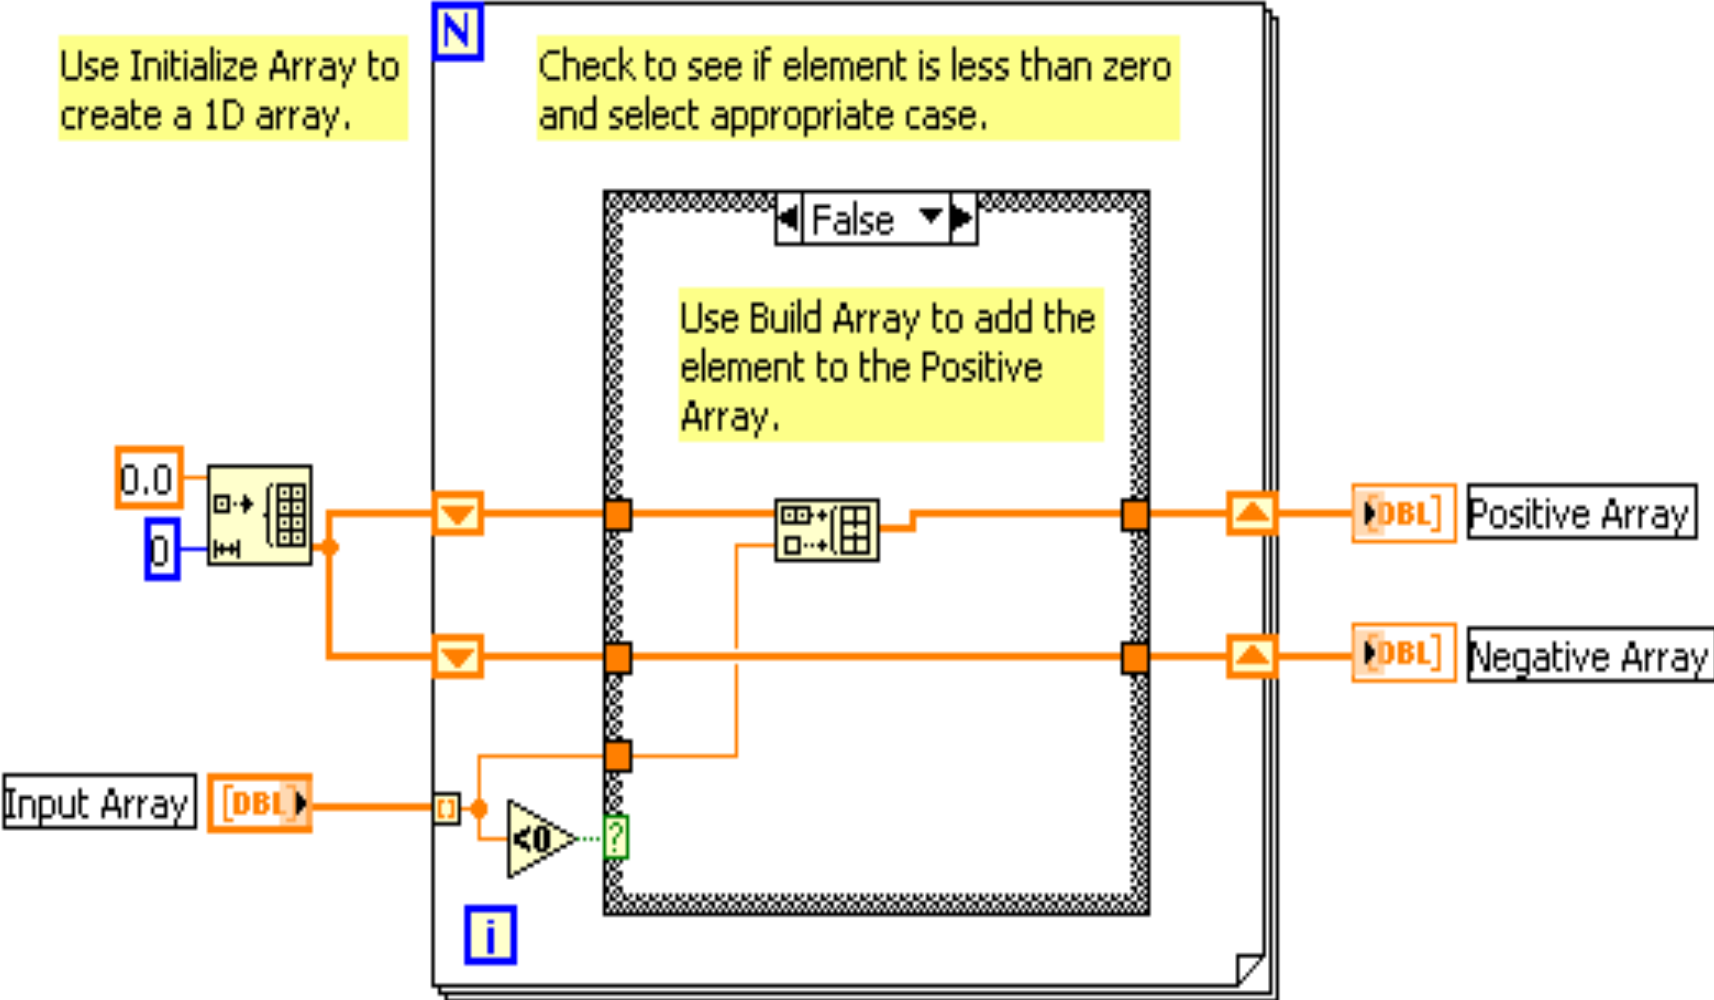 Use Initialize Array to
create a 1D array.
N
Check to see if element is less than zero
and select appropriate case.
False
Use Build Array to add the
element to the Positive
Array.
0.0
0
[DBL]
Positive Array
[DBL]
Negative Array
Input Array
[DBL]
[]
<0
?
i